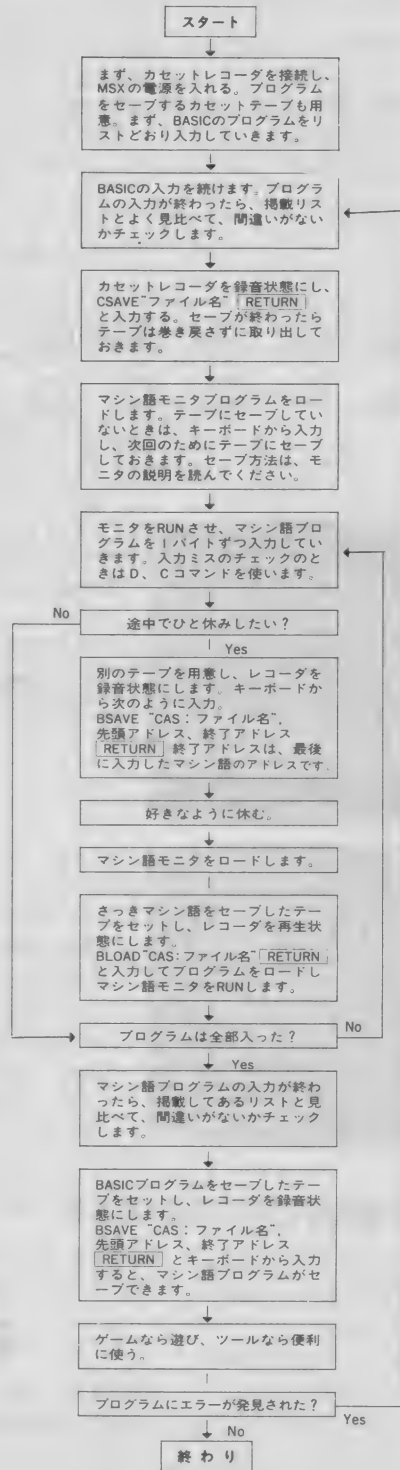 スタート
まず、カセットレコーダを接続し、
MSXの電源を入れる。プログラム
をセーブするカセットテープも用
意。まず、BASICのプログラムをリ
ストどおり入力していきます。
BASICの入力を続けます。プログラ
ムの入力が終わったら、掲載リス
トとよく見比べて、間違いがない
かチェックします。
カセットレコーダを録音状態にし、
CSAVE"ファイル名" RETURN
と入力する。セーブが終わったら
テープは巻き戻さずに取り出して
おきます。
マシン語モニタプログラムをロー
ドします。テープにセーブしてい
ないときは、キーボードから入力
し、次回のためにテープにセーブ
しておきます。セーブ方法は、モ
ニタの説明を読んでください。
モニタをRUNさせ、マシン語プロ
グラムを1バイトずつ入力してい
きます。入力ミスのチェックのと
きはD、Cコマンドを使います。
No
途中でひと休みしたい?
Yes
別のテープを用意し、レコーダを
録音状態にします。キーボードか
ら次のように入力。
BSAVE "CAS:ファイル名",
先頭アドレス、終了アドレス
RETURN 終了アドレスは、最後
に入力したマシン語のアドレスです.
好きなように休む。
マシン語モニタをロードします。
さっきマシン語をセーブしたテー
プをセットし、レコーダを再生状
態にします。
BLOAD"CAS:ファイル名" RETURN
と入力してプログラムをロードし
マシン語モニタをRUNします。
プログラムは全部入った?
No
Yes
マシン語プログラムの入力が終わ
ったら、掲載してあるリストと見
比べて、間違いがないかチェック
します。
BASICプログラムをセーブしたテー
プをセットし、レコーダを録音状
態にします。
BSAVE "CAS:ファイル名",
先頭アドレス、終了アドレス
RETURN とキーボードから入力
すると、マシン語プログラムがセ
ーブできます。
ゲームなら遊び、ツールなら便利
に使う。
プログラムにエラーが発見された?
Yes
No
終わり